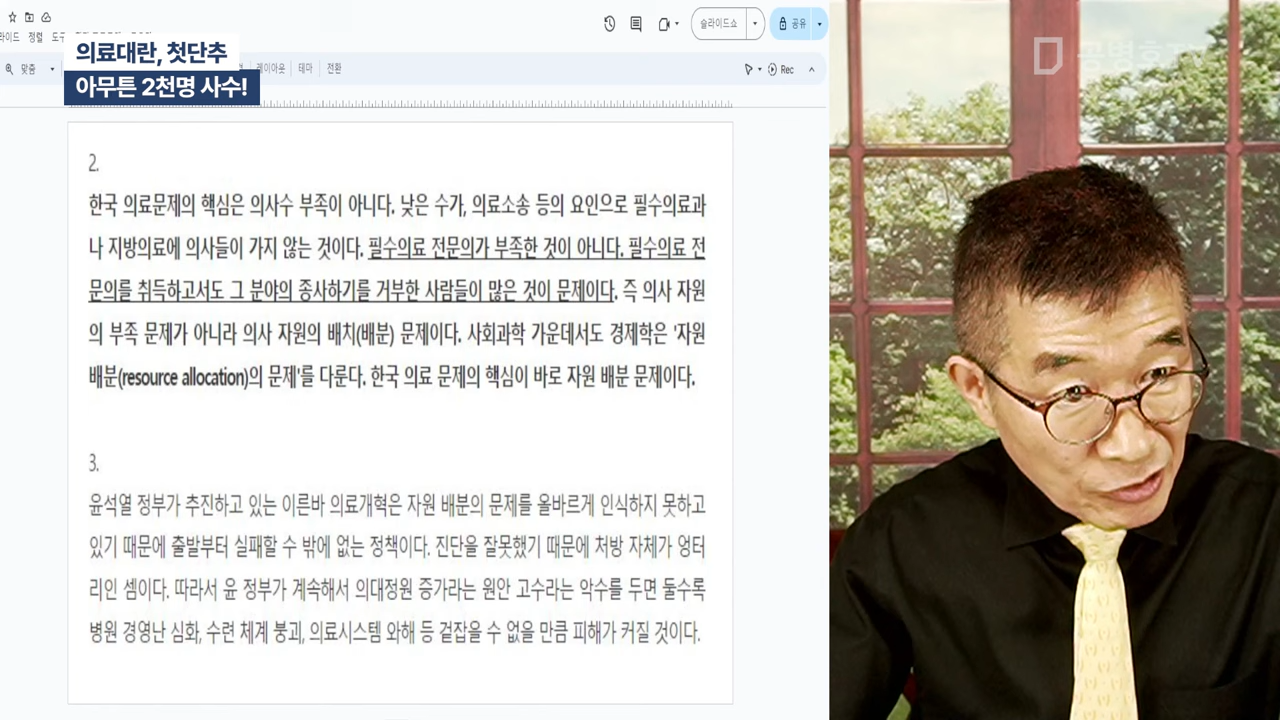 슬라이드쇼
공유
라이드 정렬 도구
의료대란, 첫단추
아무튼 2천명 사수!
맞춤
레이아웃
테마
전환
Rec
공병호
2.
한국 의료문제의 핵심은 의사수 부족이 아니다. 낮은 수가, 의료소송 등의 요인으로 필수의료과
나 지방의료에 의사들이 가지 않는 것이다. 필수의료 전문의가 부족한 것이 아니다. 필수의료 전
문의를 취득하고서도 그 분야의 종사하기를 거부한 사람들이 많은 것이 문제이다. 즉 의사 자원
의 부족 문제가 아니라 의사 자원의 배치(배분) 문제이다. 사회과학 가운데서도 경제학은 '자원
배분(resource allocation)의 문제'를 다룬다. 한국 의료 문제의 핵심이 바로 자원 배분 문제이다.
3.
윤석열 정부가 추진하고 있는 이른바 의료개혁은 자원 배분의 문제를 올바르게 인식하지 못하고
있기 때문에 출발부터 실패할 수 밖에 없는 정책이다. 진단을 잘못했기 때문에 처방 자체가 엉터
리인 셈이다. 따라서 윤 정부가 계속해서 의대정원 증가라는 원안 고수라는 악수를 두면 둘수록
병원 경영난 심화, 수련 체계 붕괴, 의료시스템 와해 등 겉잡을 수 없을 만큼 피해가 커질 것이다.